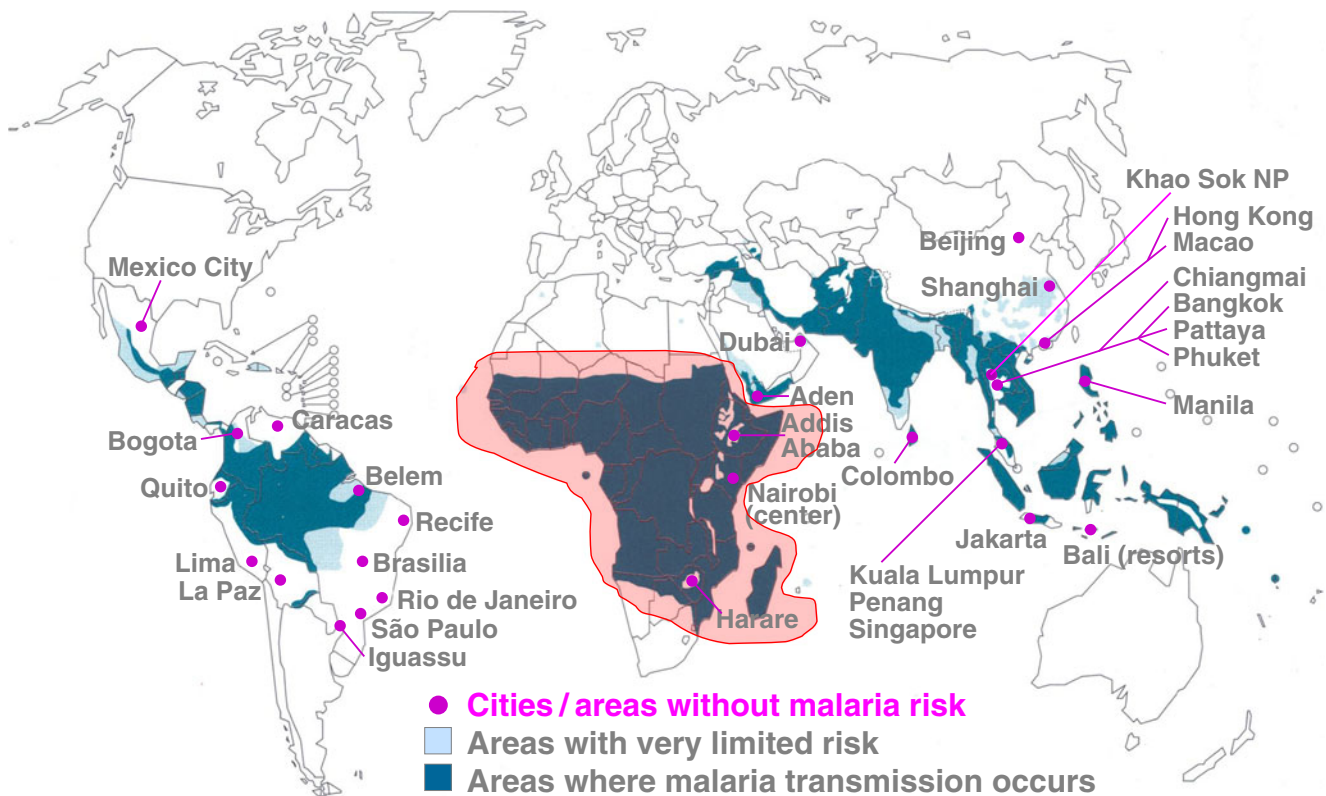 Khao Sok NP
Hong Kong
Macao
Beijing
Mexico City
Shanghai
Chiangmai
Bangkok
Pattaya
Phuket
Dubai
Aden
Manila
Caracas
Bogota
Addis
Ababa
Colombo
Quito
Belem
Nairobi
(center)
Recife
Jakarta
Bali (resorts)
Lima
Brasilia
La Paz
Kuala Lumpur
Penang
Singapore
Rio de Janeiro
Harare
São Paulo
Iguassu
Cities / areas without malaria risk
Areas with very limited risk
Areas where malaria transmission occurs